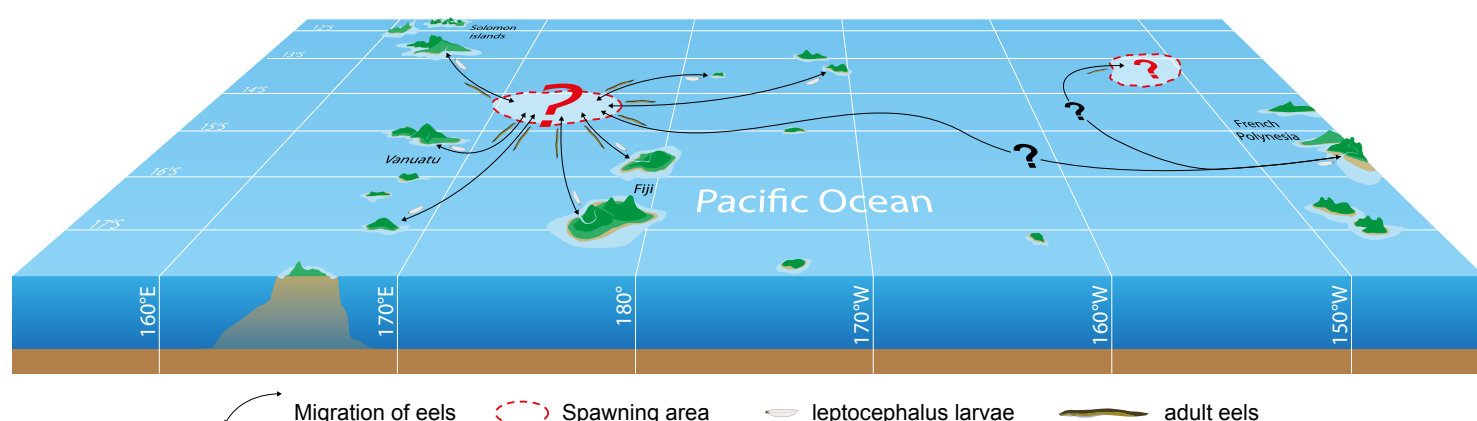 12°S
Solomon
islands
13°S
14°S
?
?
?
15°S
French
Polynesia
Vanuatu
?
16°S
Fiji
Pacific Ocean
17°S
160°E
170°E
180°
170°W
160°W
150°W
Migration of eels
Spawning area
leptocephalus larvae
adult eels